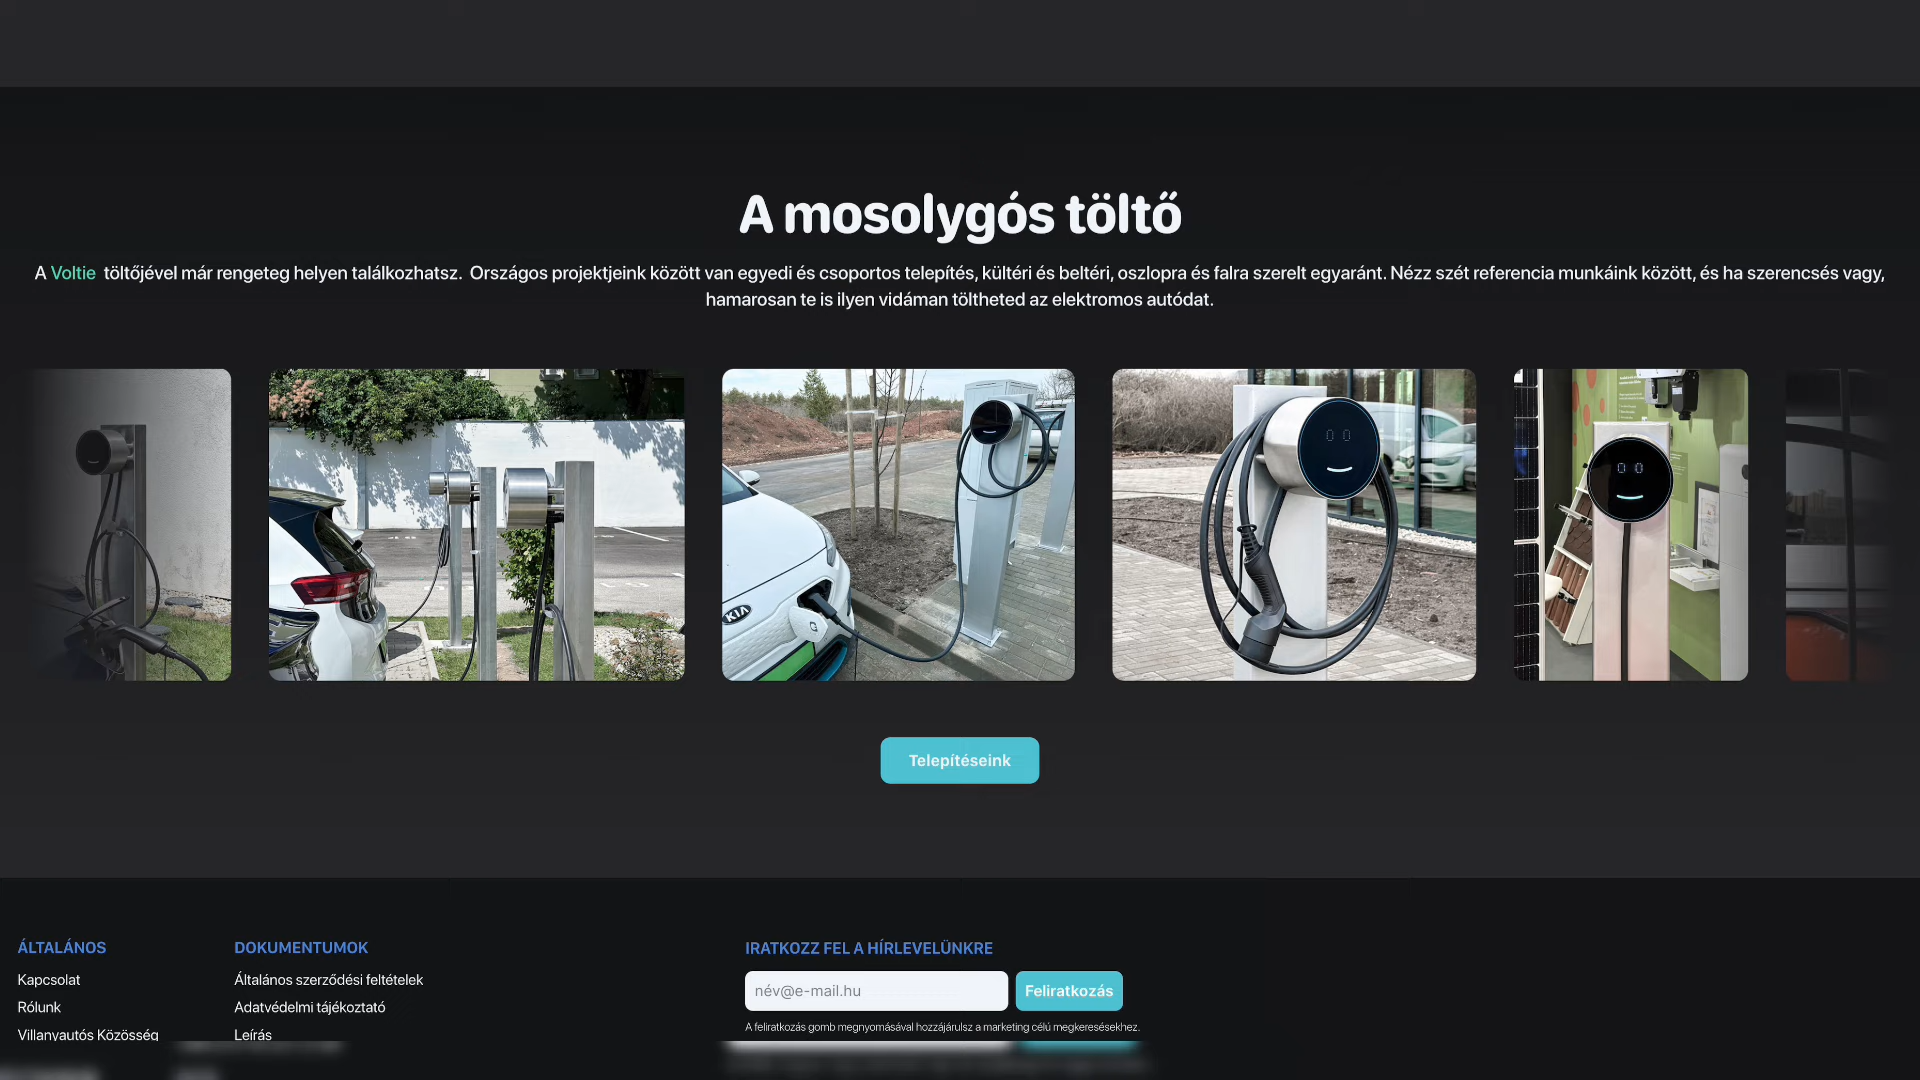 A mosolygós töltő
A Voltie töltőjével már rengeteg helyen találkozhatsz. Országos projektjeink között van egyedi és csoportos telepítés, kültéri és beltéri, oszlopra és falra szerelt egyaránt. Nézz szét referencia munkáink között, és ha szerencsés vagy,
hamarosan te is ilyen vidáman töltheted az elektromos autódat.
KIA
Telepítéseink
ÁLTALÁNOS
Kapcsolat
Rólunk
Villanyautós Közösség
DOKUMENTUMOK
Általános szerződési feltételek
Adatvédelmi tájékoztató
Leírás
IRATKOZZ FEL A HÍRLEVELÜNKRE
név@e-mail.hu
Feliratkozás
A feliratkozás gomb megnyomásával hozzájárulsz a marketing célú megkeresésekhez.